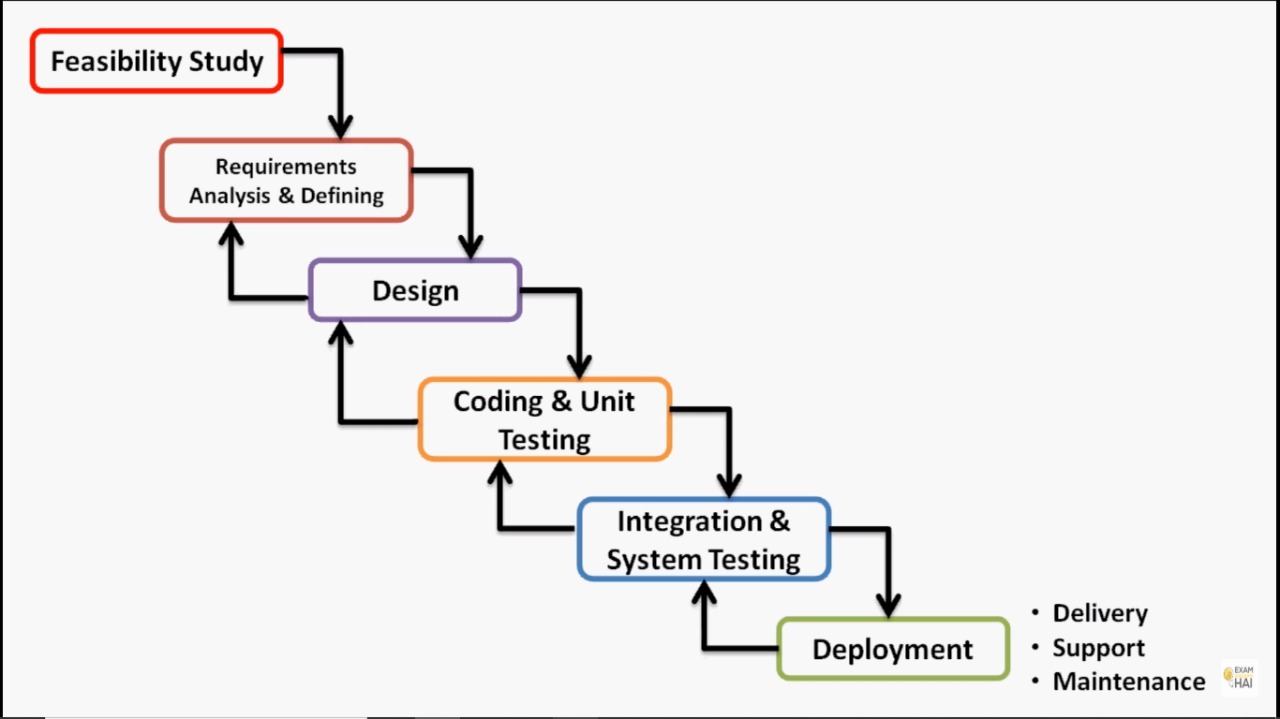 Feasibility Study
Requirements
Analysis & Defining
Design
Coding & Unit
Testing
Integration &
System Testing
Deployment
• Delivery
• Support
• Maintenance
EXAM
HAI